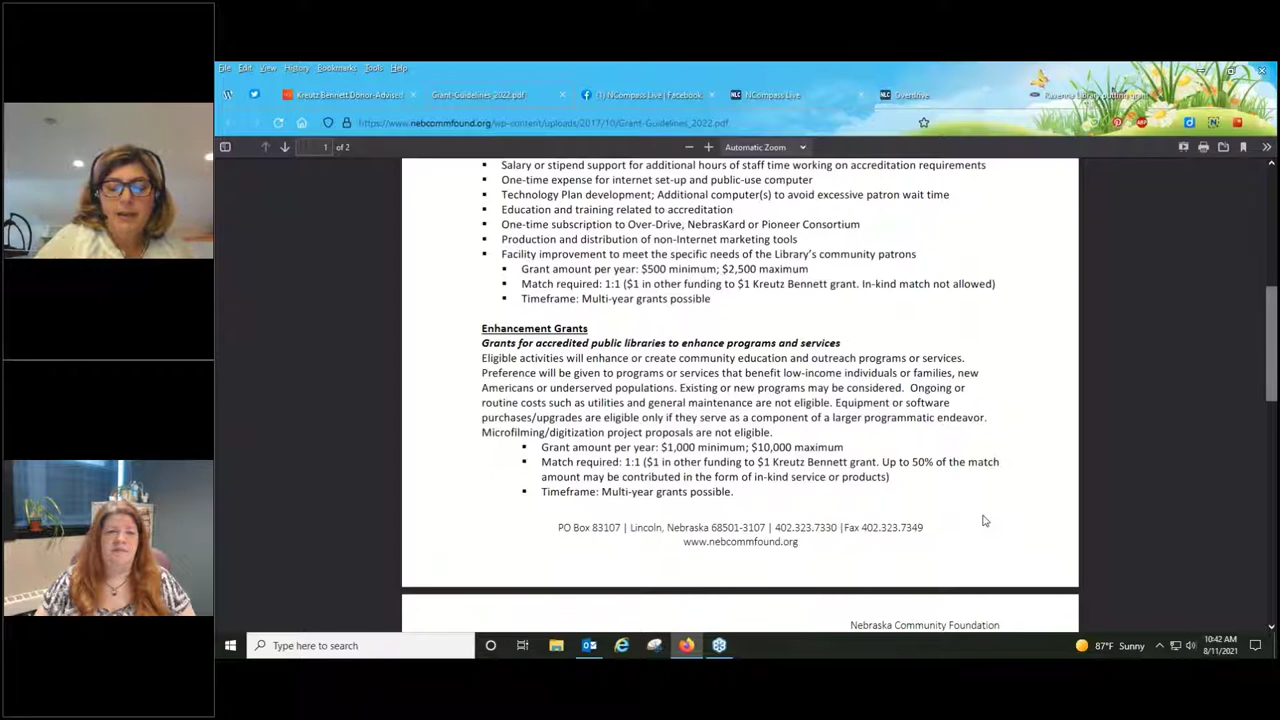 File Edit View History Bookmarks Tools Help
Kreutz Bennett Donor-Advised
Grant-Guidelines_2022.pdf
(1) NCompass Live | Facebook
NLC NCompass Live
NLC Overdrive
Ravenna Library putting grant
https://www.nebcommfound.org/wp-content/uploads/2017/10/Grant-Guidelines_2022.pdf
1 of 2
Automatic Zoom
▪ Salary or stipend support for additional hours of staff time working on accreditation requirements
▪ One-time expense for internet set-up and public-use computer
▪ Technology Plan development; Additional computer(s) to avoid excessive patron wait time
▪ Education and training related to accreditation
▪ One-time subscription to Over-Drive, NebrasKard or Pioneer Consortium
▪ Production and distribution of non-Internet marketing tools
▪ Facility improvement to meet the specific needs of the Library's community patrons
▪ Grant amount per year: $500 minimum; $2,500 maximum
▪ Match required: 1:1 ($1 in other funding to $1 Kreutz Bennett grant. In-kind match not allowed)
▪ Timeframe: Multi-year grants possible
Enhancement Grants
Grants for accredited public libraries to enhance programs and services
Eligible activities will enhance or create community education and outreach programs or services.
Preference will be given to programs or services that benefit low-income individuals or families, new
Americans or underserved populations. Existing or new programs may be considered. Ongoing or
routine costs such as utilities and general maintenance are not eligible. Equipment or software
purchases/upgrades are eligible only if they serve as a component of a larger programmatic endeavor.
Microfilming/digitization project proposals are not eligible.
▪ Grant amount per year: $1,000 minimum; $10,000 maximum
▪ Match required: 1:1 ($1 in other funding to $1 Kreutz Bennett grant. Up to 50% of the match
amount may be contributed in the form of in-kind service or products)
▪ Timeframe: Multi-year grants possible.
PO Box 83107 | Lincoln, Nebraska 68501-3107 | 402.323.7330 |Fax 402.323.7349
www.nebcommfound.org
Nebraska Community Foundation
Type here to search
87°F Sunny
10:42 AM
8/11/2021